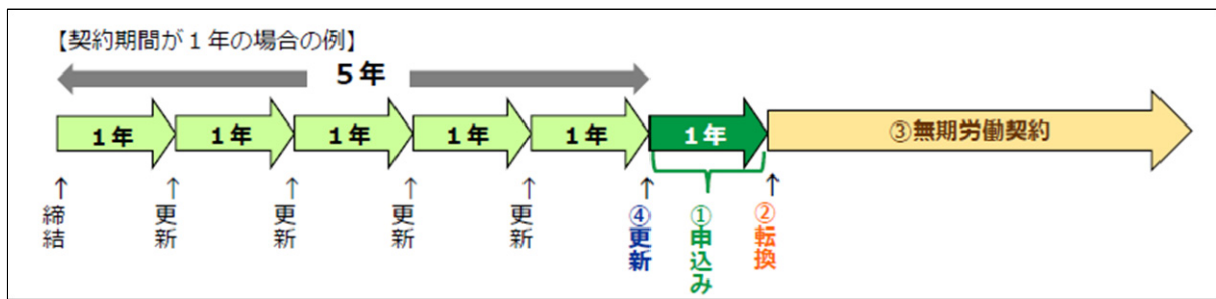 【契約期間が1年の場合の例】
5年
1年
1年
1年
1年
1年
1年
③無期労働契約
↑
↑
↑
↑
↑
↑
↑
締結
更新
更新
更新
更新
④更新
①申込み
②転換